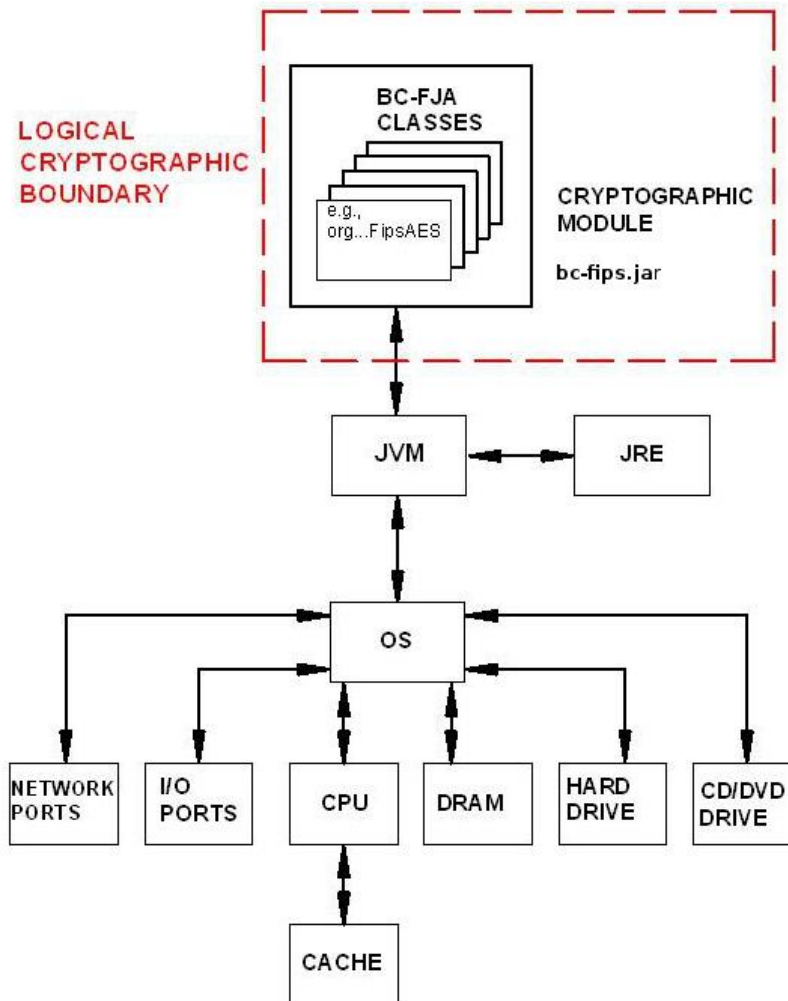 BC-FJA
CLASSES
LOGICAL
CRYPTOGRAPHIC
BOUNDARY
e.g.,
org...FipsAES
CRYPTOGRAPHIC
MODULE
bc-fips.jar
JVM
JRE
OS
NETWORK
PORTS
I/O
PORTS
CPU
DRAM
HARD
DRIVE
CD/DVD
DRIVE
CACHE